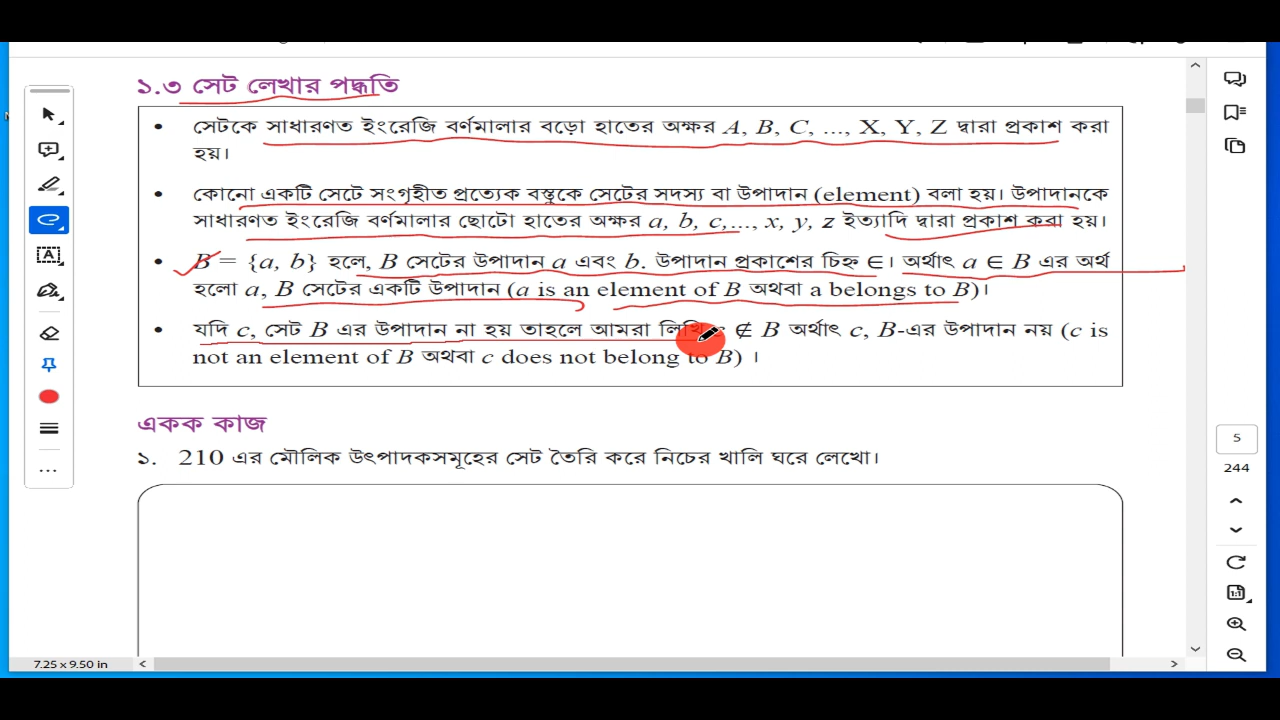 ১.৩ সেট লেখার পদ্ধতি
• সেটকে সাধারণত ইংরেজি বর্ণমালার বড়ো হাতের অক্ষর A, B, C, ..., X, Y, Z দ্বারা প্রকাশ করা
হয়।
• কোনো একটি সেটে সংগৃহীত প্রত্যেক বস্তুকে সেটের সদস্য বা উপাদান (element) বলা হয়। উপাদানকে
সাধারণত ইংরেজি বর্ণমালার ছোটো হাতের অক্ষর a, b, c,..., x, y, z ইত্যাদি দ্বারা প্রকাশ করা হয়।
• B = {a, b} হলে, B সেটের উপাদান a এবং b. উপাদান প্রকাশের চিহ্ন ∈। অর্থাৎ a ∈ B এর অর্থ
হলো a, B সেটের একটি উপাদান (a is an element of B অথবা a belongs to B)।
• যদি c, সেট B এর উপাদান না হয় তাহলে আমরা লিখি ∉ B অর্থাৎ c, B-এর উপাদান নয় (c is
not an element of B অথবা c does not belong to B) ।
একক কাজ
১. 210 এর মৌলিক উৎপাদকসমূহের সেট তৈরি করে নিচের খালি ঘরে লেখো।
5
244
1:1
7.25 x 9.50 in